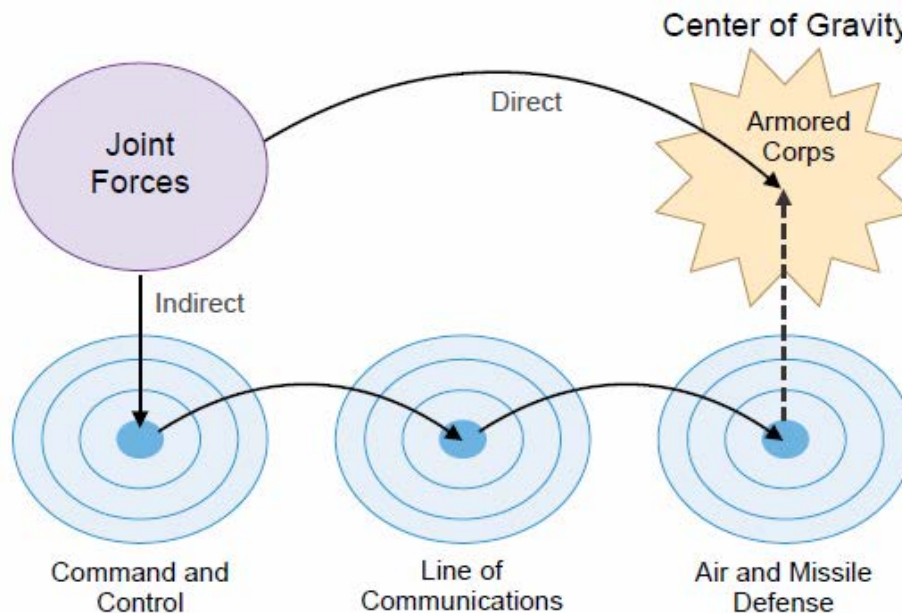 Center of Gravity
Direct
Armored
Corps
Joint
Forces
Indirect
Command and
Control
Line of
Communications
Air and Missile
Defense